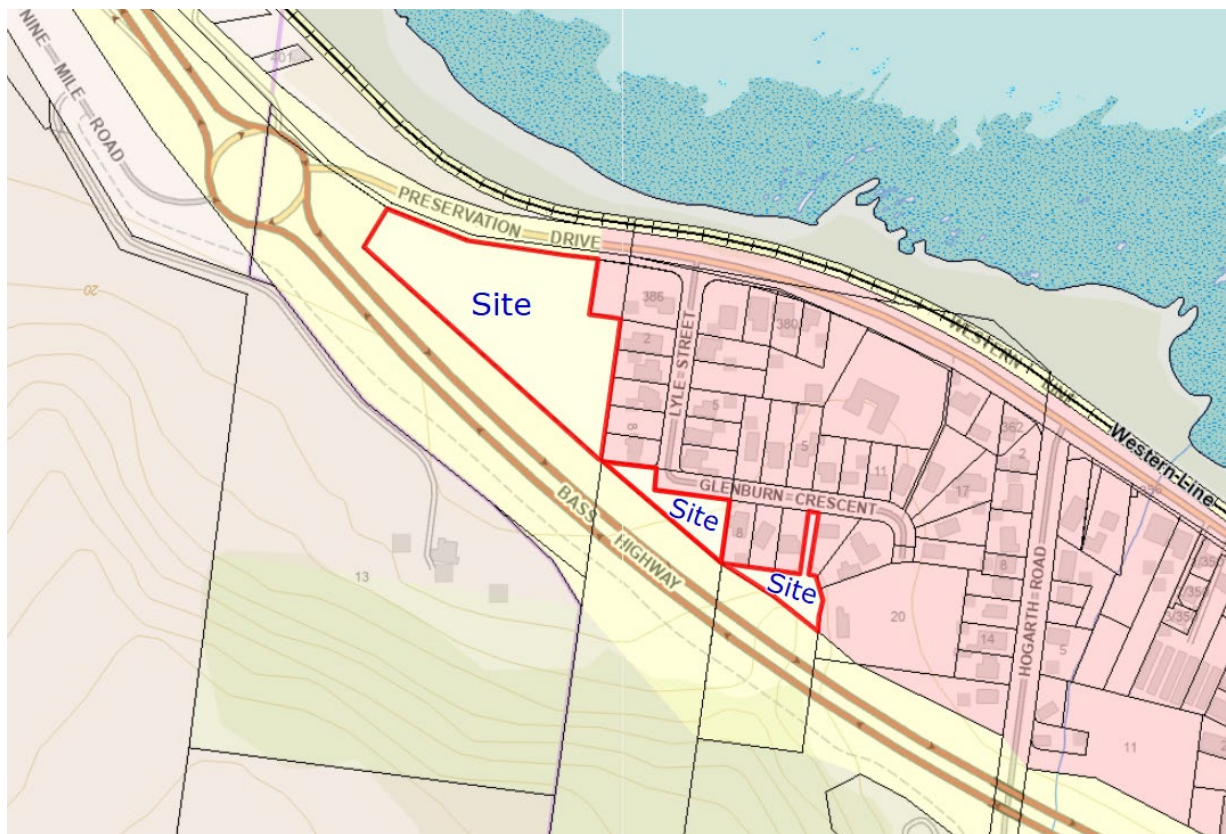 NINE MILE ROAD
401
PRESERVATION DRIVE
20
Site
386
380
WESTERN LINE
Western Line
2
LYLE STREET
5
5
362
2
8
11
GLENBURN CRESCENT
17
Site
8
BASS HIGHWAY
8
Site
13
20
14
5
HOGARTH ROAD
11